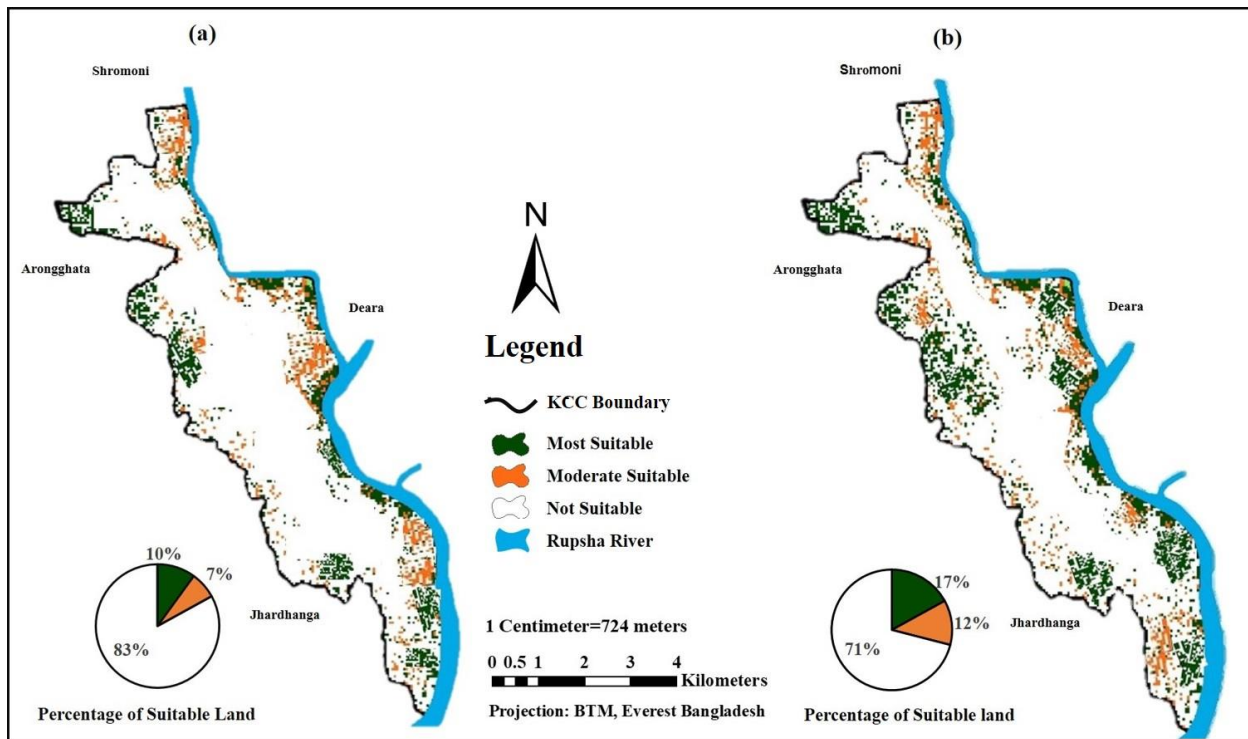 (a)
Shromoni
Arongghata
Deara
Jhardhanga
10%
7%
83%
Percentage of Suitable Land
N
Legend
KCC Boundary
Most Suitable
Moderate Suitable
Not Suitable
Rupsha River
1 Centimeter=724 meters
0 0.5 1 2 3 4
Kilometers
Projection: BTM, Everest Bangladesh
(b)
Shromoni
Arongghata
Deara
Jhardhanga
17%
12%
71%
Percentage of Suitable land